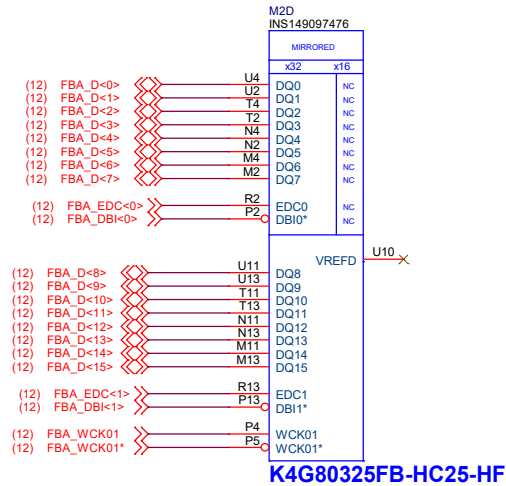 M2D
INS149097476
MIRRORED
x32 x16
(12) FBA_D<0> U4 DQ0 NC
(12) FBA_D<1> U2 DQ1 NC
(12) FBA_D<2> T4 DQ2 NC
(12) FBA_D<3> T2 DQ3 NC
(12) FBA_D<4> N4 DQ4 NC
(12) FBA_D<5> N2 DQ5 NC
(12) FBA_D<6> M4 DQ6 NC
(12) FBA_D<7> M2 DQ7 NC
(12) FBA_EDC<0> R2 EDC0 NC
(12) FBA_DBI<0> P2 DBI0* NC
VREFD U10
(12) FBA_D<8> U11 DQ8
(12) FBA_D<9> U13 DQ9
(12) FBA_D<10> T11 DQ10
(12) FBA_D<11> T13 DQ11
(12) FBA_D<12> N11 DQ12
(12) FBA_D<13> N13 DQ13
(12) FBA_D<14> M11 DQ14
(12) FBA_D<15> M13 DQ15
(12) FBA_EDC<1> R13 EDC1
(12) FBA_DBI<1> P13 DBI1*
(12) FBA_WCK01 P4 WCK01
(12) FBA_WCK01* P5 WCK01*
K4G80325FB-HC25-HF